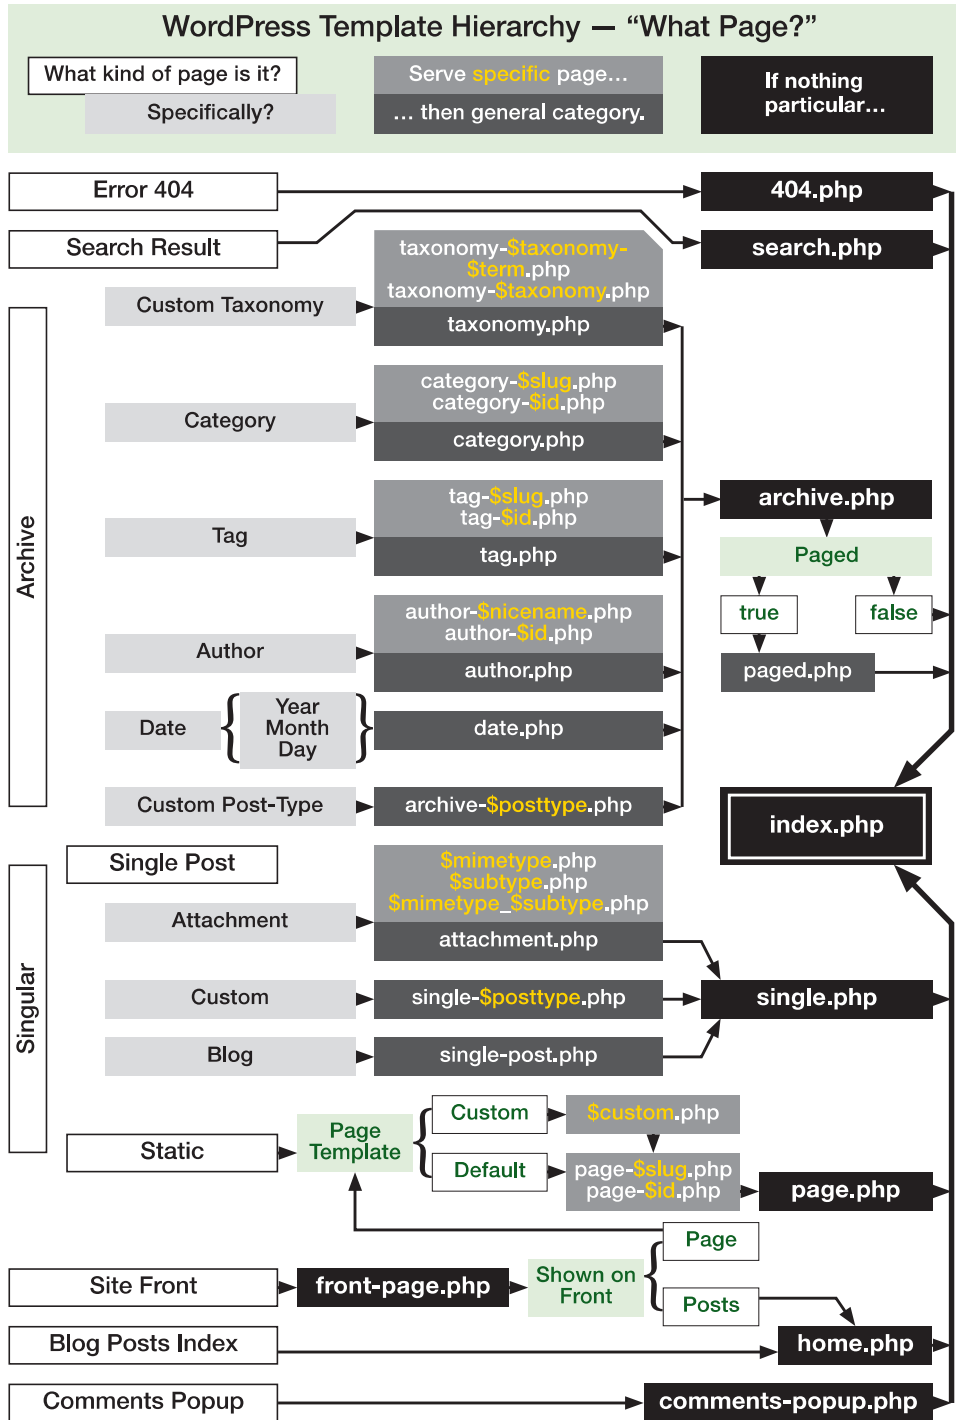 WordPress Template Hierarchy — “What Page?”
What kind of page is it?
Specifically?
Serve specific page…
… then general category.
If nothing
particular…
Error 404
404.php
Search Result
search.php
Archive
Custom Taxonomy
taxonomy-$taxonomy-
$term.php
taxonomy-$taxonomy.php
taxonomy.php
Category
category-$slug.php
category-$id.php
category.php
Tag
tag-$slug.php
tag-$id.php
tag.php
Author
author-$nicename.php
author-$id.php
author.php
Date
Year
Month
Day
date.php
Custom Post-Type
archive-$posttype.php
archive.php
Paged
true
false
paged.php
index.php
Singular
Single Post
Attachment
$mimetype.php
$subtype.php
$mimetype_$subtype.php
attachment.php
Custom
single-$posttype.php
single.php
Blog
single-post.php
Static
Page
Template
Custom
$custom.php
Default
page-$slug.php
page-$id.php
page.php
Site Front
front-page.php
Shown on
Front
Page
Posts
Blog Posts Index
home.php
Comments Popup
comments-popup.php